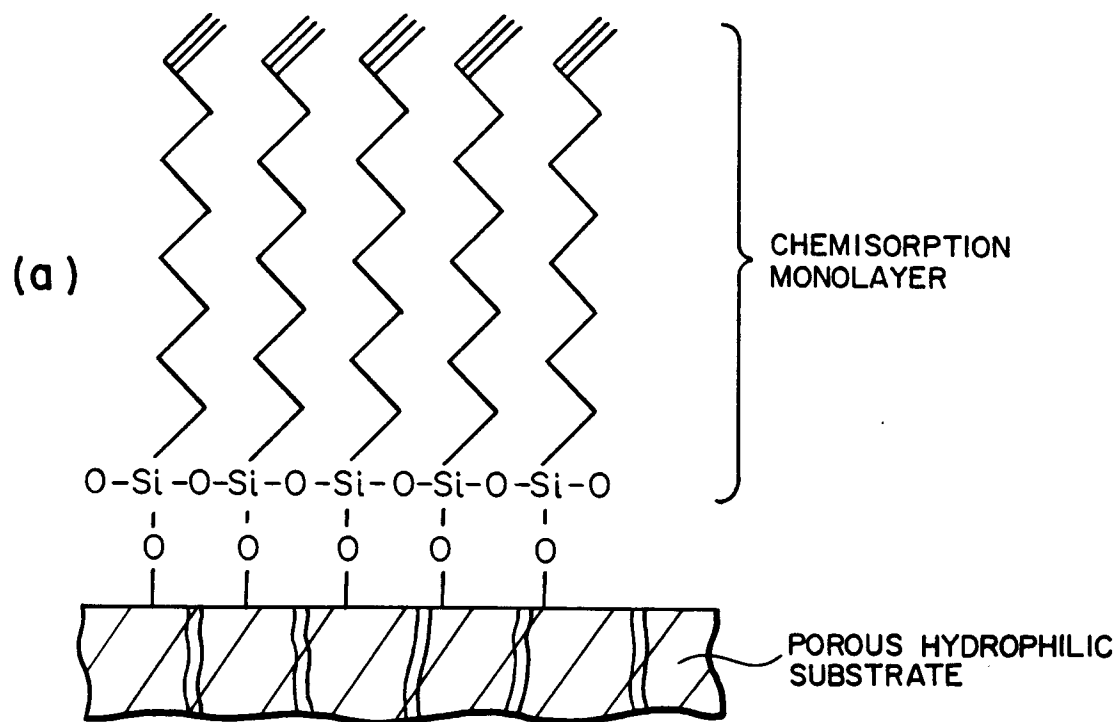 (a)
CHEMISORPTION
MONOLAYER
O-Si-O-Si-O-Si-O-Si-O-Si-O
O O O O O
POROUS HYDROPHILIC
SUBSTRATE